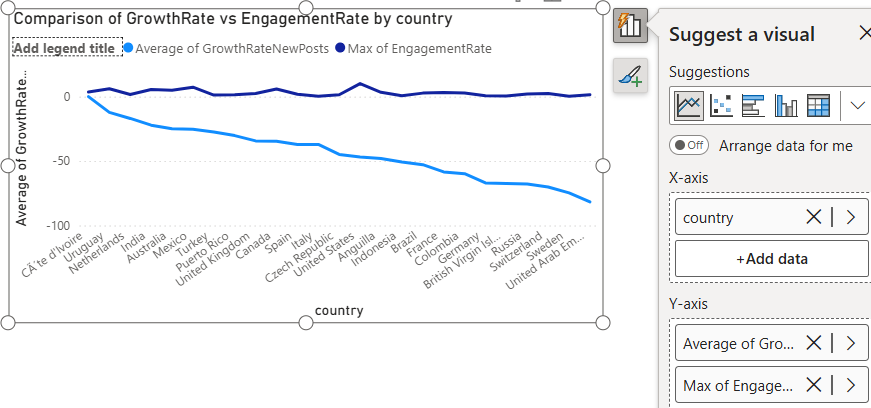 Comparison of GrowthRate vs EngagementRate by country
Add legend title Average of GrowthRateNewPosts Max of EngagementRate
Average of GrowthRate...
0
-50
-100
CÃ´te d'Ivoire
Uruguay
Netherlands
India
Australia
Mexico
Turkey
Puerto Rico
United Kingdom
Canada
Spain
Italy
Czech Republic
United States
Anguilla
Indonesia
Brazil
France
Colombia
Germany
British Virgin Isl...
Russia
Switzerland
Sweden
United Arab Em...
country
Suggest a visual
Suggestions
Off Arrange data for me
X-axis
country
+Add data
Y-axis
Average of Gro...
Max of Engage...